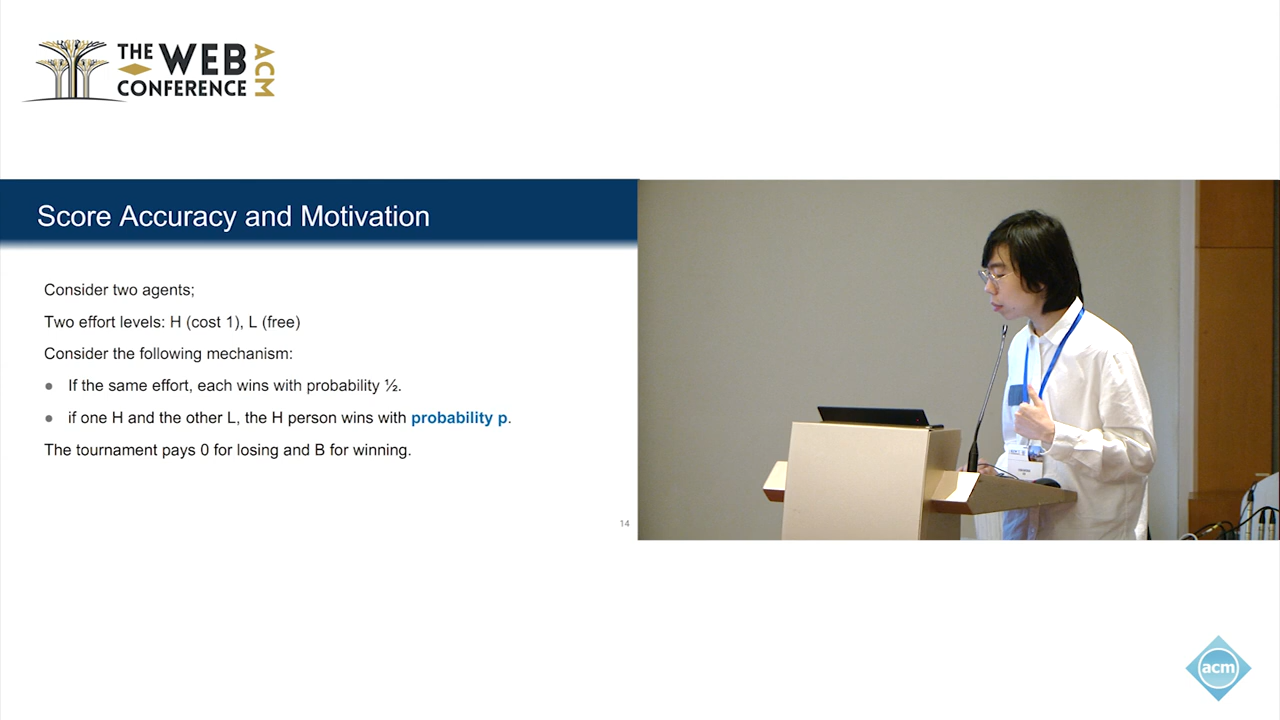 THE WEB
CONFERENCE
ACM
Score Accuracy and Motivation
Consider two agents;
Two effort levels: H (cost 1), L (free)
Consider the following mechanism:
● If the same effort, each wins with probability ½.
● if one H and the other L, the H person wins with probability p.
The tournament pays 0 for losing and B for winning.
14
acm